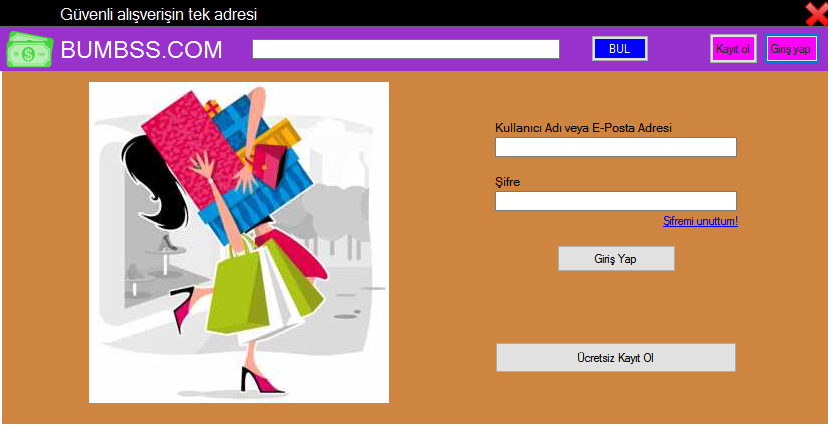 Güvenli alışverişin tek adresi
BUMBSS.COM
BUL
Kayıt ol
Giriş yap
Kullanıcı Adı veya E-Posta Adresi
Şifre
Şifremi unuttum!
Giriş Yap
Ücretsiz Kayıt Ol